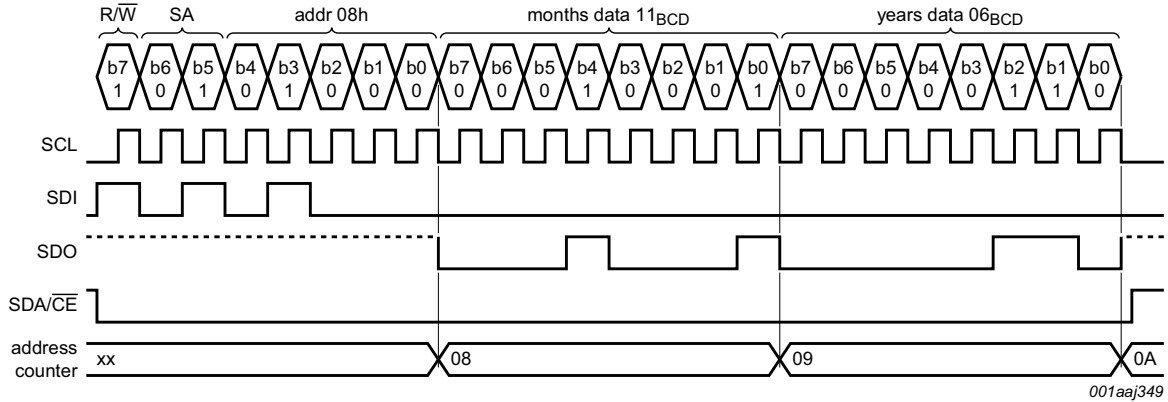 R/W SA addr 08h months data 11BCD years data 06BCD
b7 b6 b5 b4 b3 b2 b1 b0 b7 b6 b5 b4 b3 b2 b1 b0 b7 b6 b5 b4 b3 b2 b1 b0
1 0 1 0 1 0 0 0 0 0 0 1 0 0 0 1 0 0 0 0 0 1 1 0
SCL
SDI
SDO
SDA/CE
address
counter
xx 08 09 0A
001aaj349